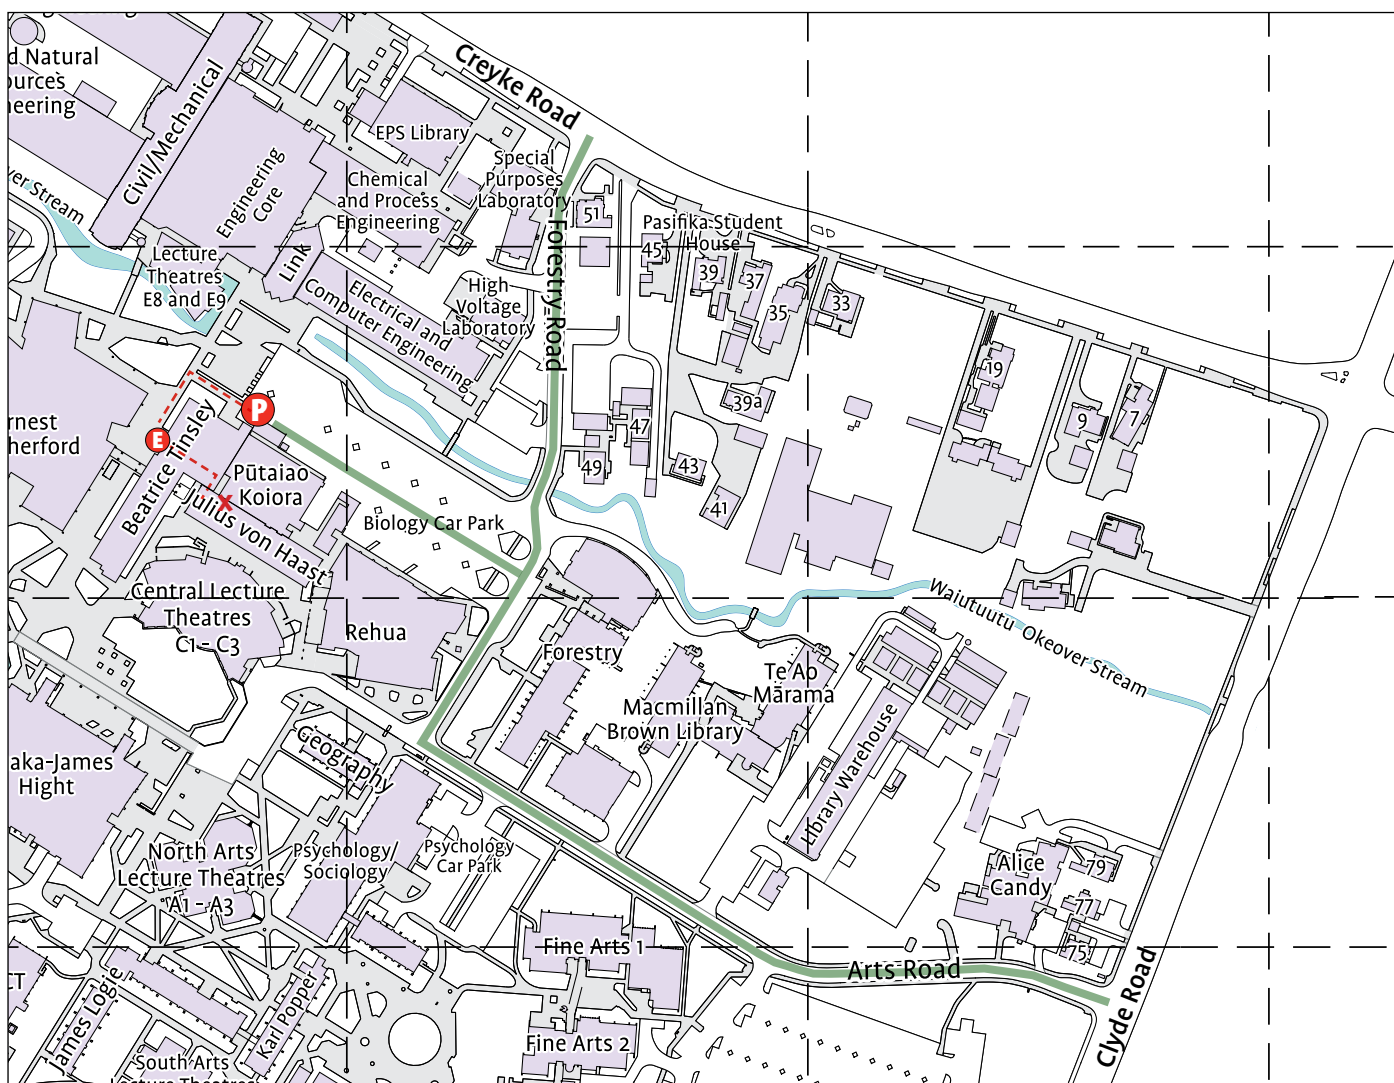 Creyke Road
d Natural
ources
neering
Civil/Mechanical
EPS Library
Special
Purposes
Laboratory
Engineering
Core
Chemical
and Process
Engineering
ver Stream
51
Pasifika Student
House
45
39
37
35
33
Forestry Road
Lecture
Theatres
E8 and E9
Link
Electrical and
Computer Engineering
High
Voltage
Laboratory
19
9
7
39a
47
49
43
41
rnest
herford
P
E
Beatrice Tinsley
Pūtaiao
Koiora
X
Julius von Haast
Biology Car Park
Central Lecture
Theatres
C1 - C3
Rehua
Forestry
Waiutuutu Okeover Stream
Te Ao
Mārama
Macmillan
Brown Library
Library Warehouse
Geography
aka-James
Hight
North Arts
Lecture Theatres
A1 - A3
Psychology/
Sociology
Psychology
Car Park
Alice
Candy
79
77
75
Fine Arts 1
Arts Road
Clyde Road
CT
James Logie
Karl Popper
Fine Arts 2
South Arts
Lecture Theatres